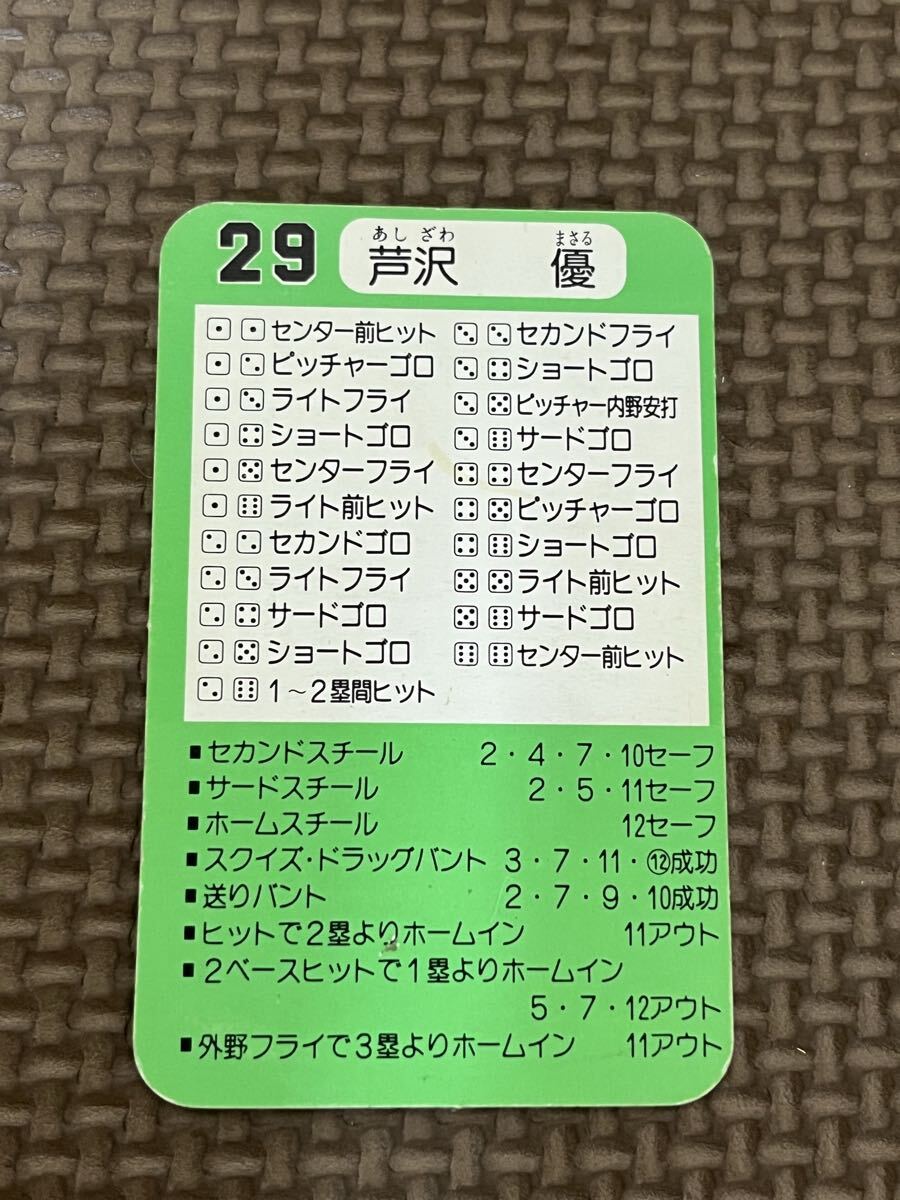 29
あし ざわ まさる
芦沢 優
センター前ヒット
ピッチャーゴロ
ライトフライ
ショートゴロ
センターフライ
ライト前ヒット
セカンドゴロ
ライトフライ
サードゴロ
ショートゴロ
1〜2塁間ヒット
セカンドフライ
ショートゴロ
ピッチャー内野安打
サードゴロ
センターフライ
ピッチャーゴロ
ショートゴロ
ライト前ヒット
サードゴロ
センター前ヒット
■セカンドスチール 2・4・7・10セーフ
■サードスチール 2・5・11セーフ
■ホームスチール 12セーフ
■スクイズ・ドラッグバント 3・7・11・⑫成功
■送りバント 2・7・9・10成功
■ヒットで2塁よりホームイン 11アウト
■2ベースヒットで1塁よりホームイン
5・7・12アウト
■外野フライで3塁よりホームイン 11アウト